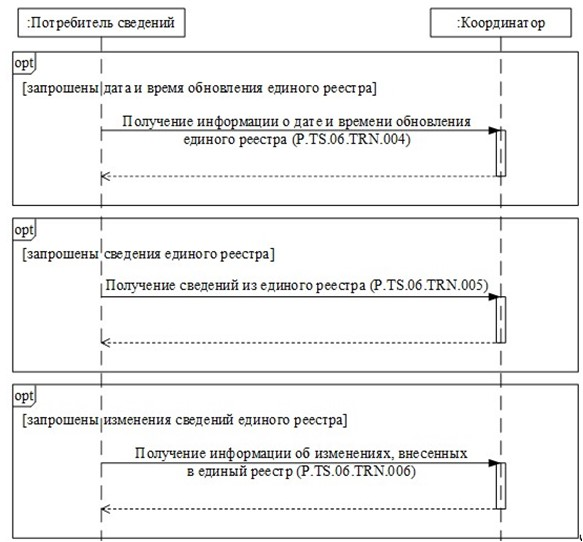 :Потребитель сведений
:Координатор
opt
[запрошены дата и время обновления единого реестра]
Получение информации о дате и времени обновления
единого реестра (P.TS.06.TRN.004)
opt
[запрошены сведения единого реестра]
Получение сведений из единого реестра (P.TS.06.TRN.005)
opt
[запрошены изменения сведений единого реестра]
Получение информации об изменениях, внесенных
в единый реестр (P.TS.06.TRN.006)